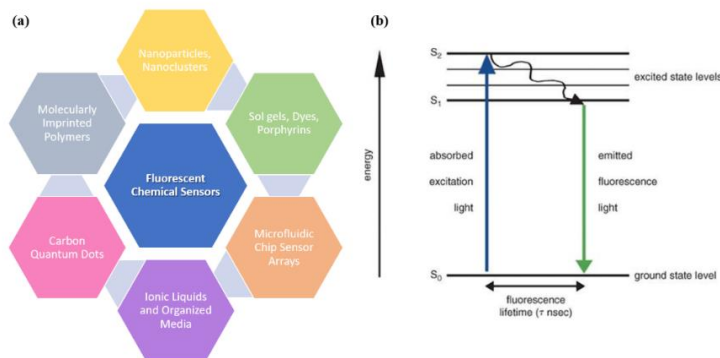 (a)
Nanoparticles,
Nanoclusters
Molecularly
Imprinted
Polymers
Sol gels, Dyes,
Porphyrins
Fluorescent
Chemical Sensors
Carbon
Quantum Dots
Microfluidic
Chip Sensor
Arrays
Ionic Liquids
and Organized
Media
(b)
S₂
excited state levels
S₁
energy
absorbed
excitation
light
emitted
fluorescence
light
S₀
ground state level
fluorescence
lifetime (τ nsec)